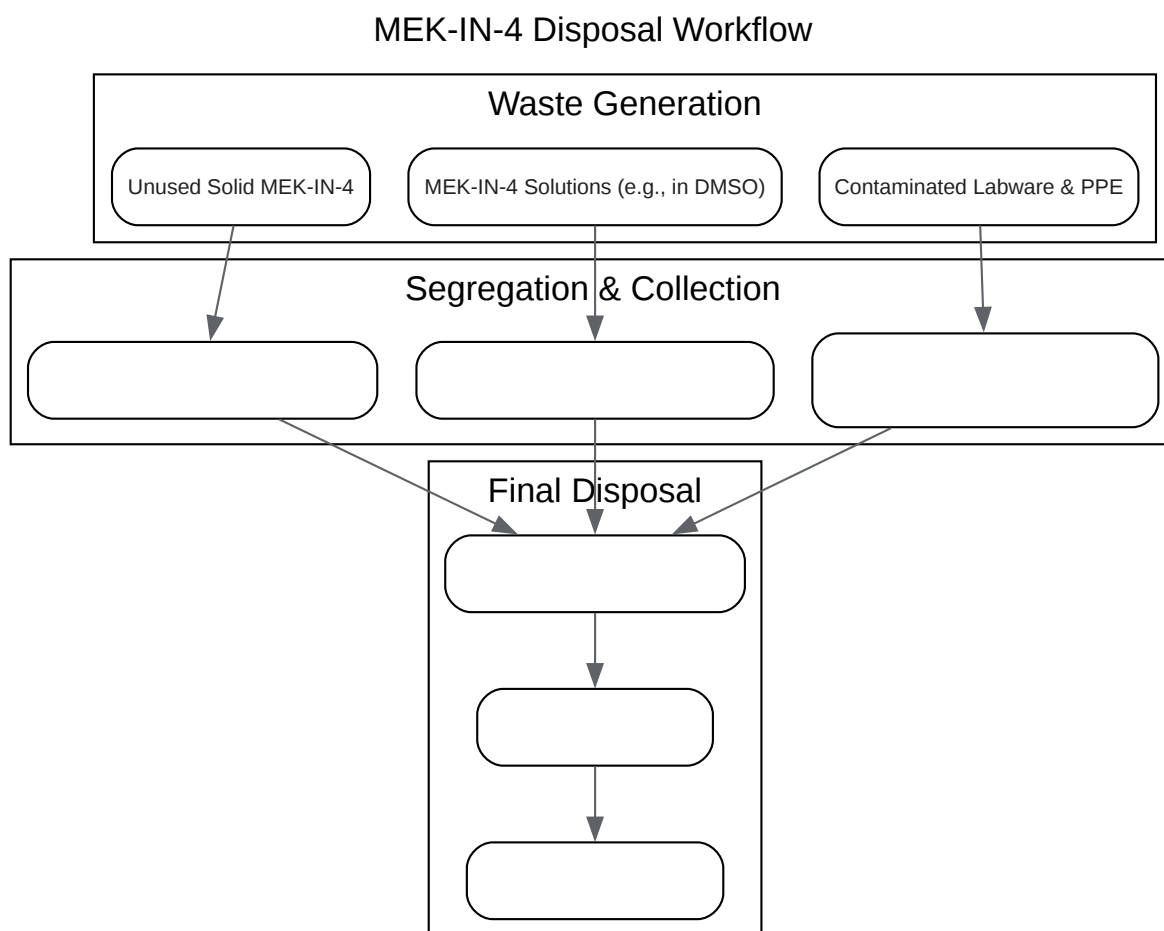 MEK-IN-4 Disposal Workflow
Waste Generation
Unused Solid MEK-IN-4
MEK-IN-4 Solutions (e.g., in DMSO)
Contaminated Labware & PPE
Segregation & Collection
Final Disposal